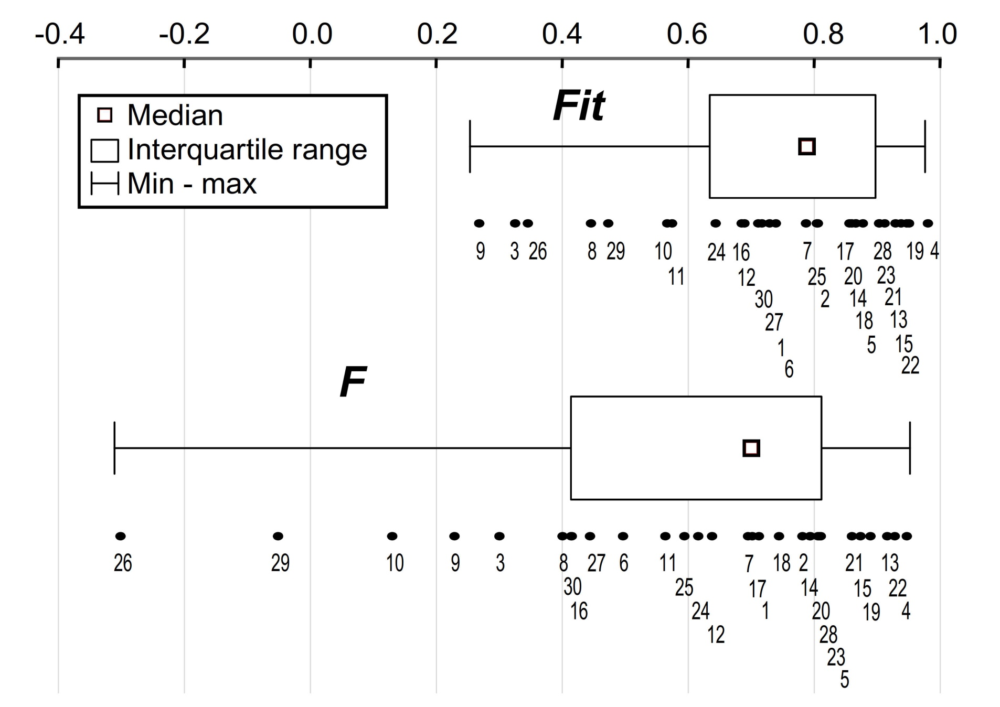 -0.4 -0.2 0.0 0.2 0.4 0.6 0.8 1.0
Fit
Median
Interquartile range
Min - max
9 3 26 8 29 10 24 16 7 17 28 19 4
11 12 25 20 23
30 2 14 21
27 18 13
1 5 15
6 22
F
26 29 10 9 3 8 27 6 11 7 18 2 21 13
30 25 17 14 15 22
16 24 1 20 19 4
12 28
23
5